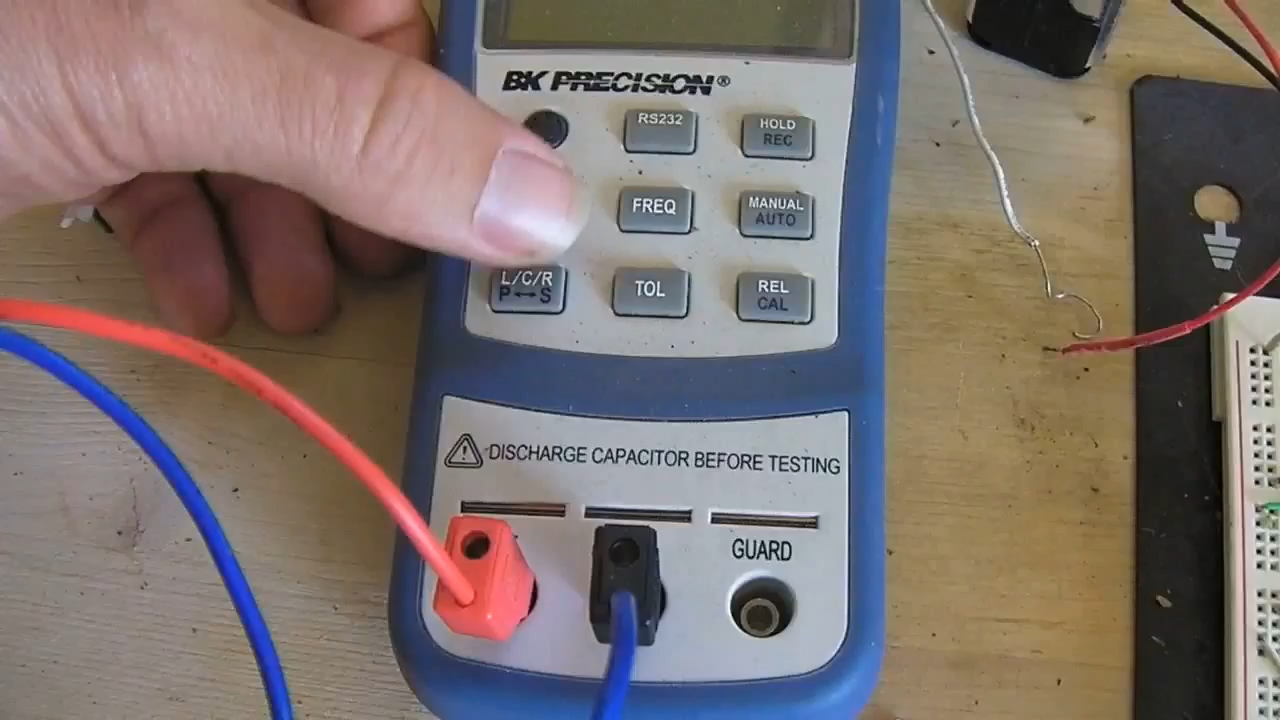 BK PRECISION®
RS232
HOLD
REC
FREQ
MANUAL
AUTO
L/C/R
P↔S
TOL
REL
CAL
DISCHARGE CAPACITOR BEFORE TESTING
GUARD